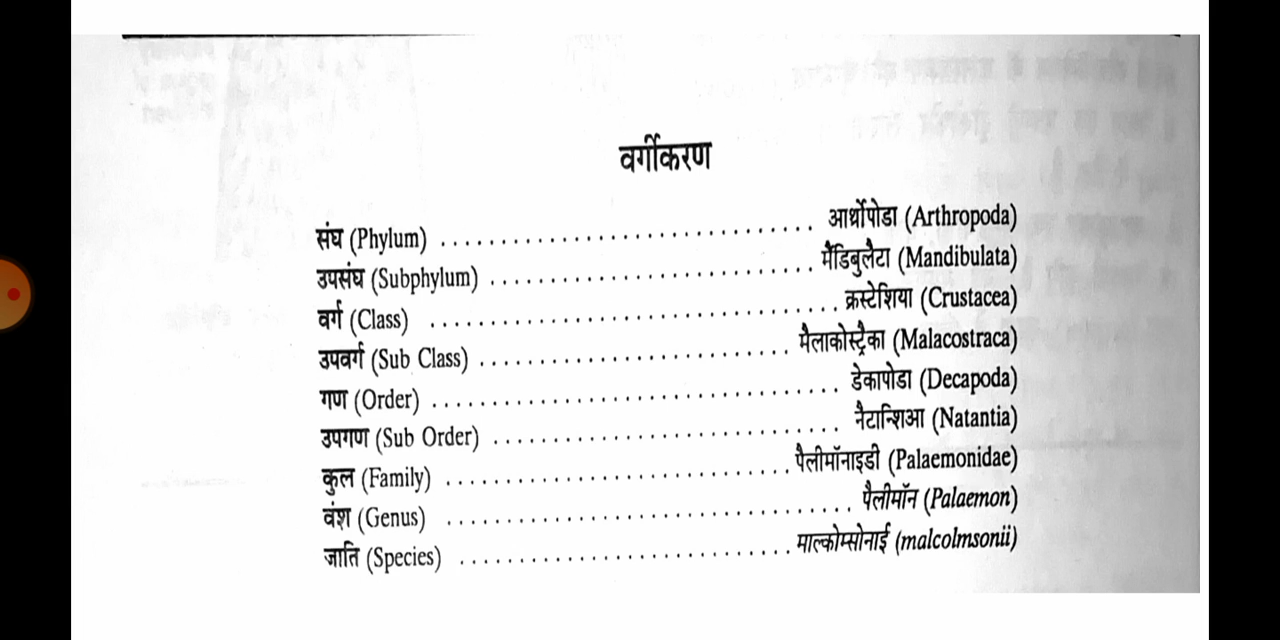 वर्गीकरण
संघ (Phylum) ................................ आर्थ्रोपोडा (Arthropoda)
उपसंघ (Subphylum) ............................ मैंडिबुलैटा (Mandibulata)
वर्ग (Class) ................................... क्रस्टेशिया (Crustacea)
उपवर्ग (Sub Class) ........................... मैलाकोस्ट्रैका (Malacostraca)
गण (Order) ................................... डेकापोडा (Decapoda)
उपगण (Sub Order) .............................. नैटान्शिआ (Natantia)
कुल (Family) .............................. पैलीमॉनाइडी (Palaemonidae)
वंश (Genus) ................................... पैलीमॉन (Palaemon)
जाति (Species) ............................. माल्कोम्सोनाई (malcolmsonii)